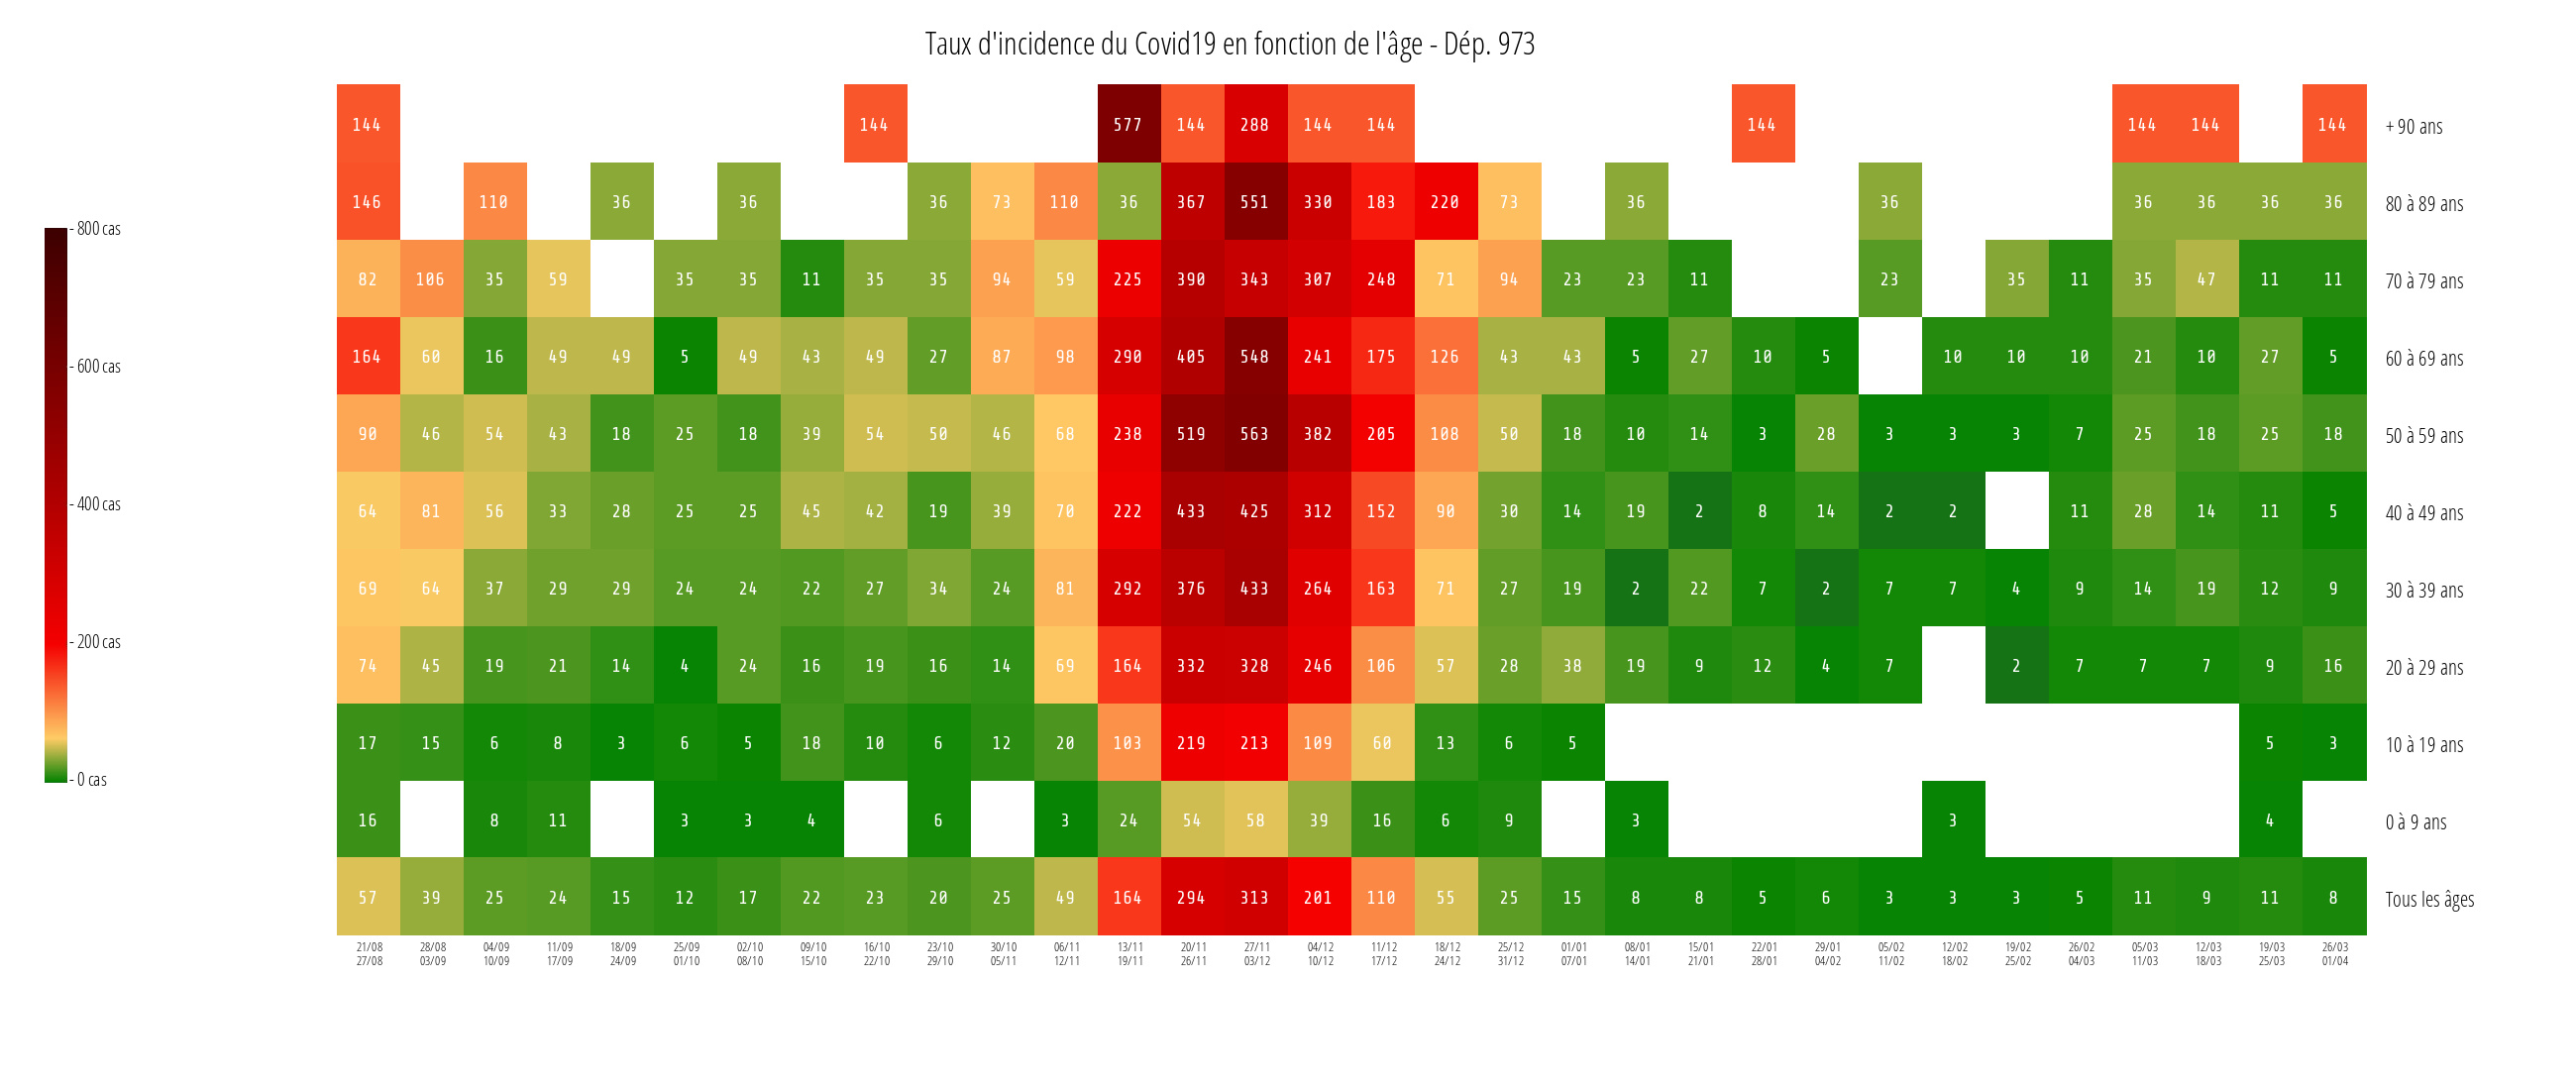 Taux d'incidence du Covid19 en fonction de l'âge - Dép. 973
144 144 577 144 288 144 144 144 144 144 144 + 90 ans
146 110 36 36 36 73 110 36 367 551 330 183 220 73 36 36 36 36 36 36 80 à 89 ans
82 106 35 59 35 35 11 35 35 94 59 225 390 343 307 248 71 94 23 23 11 23 35 11 35 47 11 11 70 à 79 ans
164 60 16 49 49 5 49 43 49 27 87 98 290 405 548 241 175 126 43 43 5 27 10 5 10 10 10 21 10 27 5 60 à 69 ans
90 46 54 43 18 25 18 39 54 50 46 68 238 519 563 382 205 108 50 18 10 14 3 28 3 3 3 7 25 18 25 18 50 à 59 ans
64 81 56 33 28 25 25 45 42 19 39 70 222 433 425 312 152 90 30 14 19 2 8 14 2 2 11 28 14 11 5 40 à 49 ans
69 64 37 29 29 24 24 22 27 34 24 81 292 376 433 264 163 71 27 19 2 22 7 2 7 7 4 9 14 19 12 9 30 à 39 ans
74 45 19 21 14 4 24 16 19 16 14 69 164 332 328 246 106 57 28 38 19 9 12 4 7 2 7 7 7 9 16 20 à 29 ans
17 15 6 8 3 6 5 18 10 6 12 20 103 219 213 109 60 13 6 5 5 3 10 à 19 ans
16 8 11 3 3 4 6 3 24 54 58 39 16 6 9 3 3 4 0 à 9 ans
57 39 25 24 15 12 17 22 23 20 25 49 164 294 313 201 110 55 25 15 8 8 5 6 3 3 3 5 11 9 11 8 Tous les âges
21/08 28/08 04/09 11/09 18/09 25/09 02/10 09/10 16/10 23/10 30/10 06/11 13/11 20/11 27/11 04/12 11/12 18/12 25/12 01/01 08/01 15/01 22/01 29/01 05/02 12/02 19/02 26/02 05/03 12/03 19/03 26/03
27/08 03/09 10/09 17/09 24/09 01/10 08/10 15/10 22/10 29/10 05/11 12/11 19/11 26/11 03/12 10/12 17/12 24/12 31/12 07/01 14/01 21/01 28/01 04/02 11/02 18/02 25/02 04/03 11/03 18/03 25/03 01/04
- 800 cas
- 600 cas
- 400 cas
- 200 cas
- 0 cas